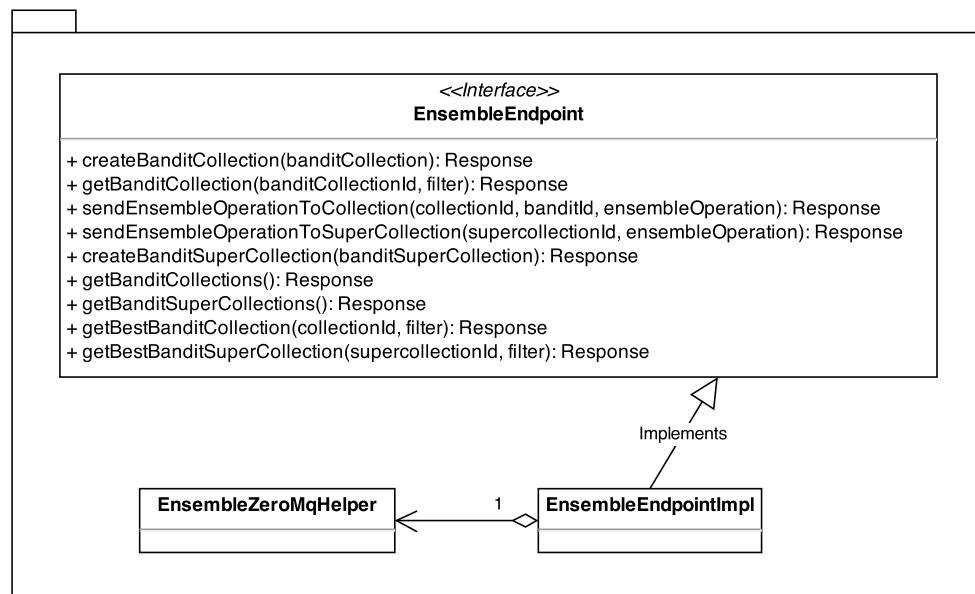 <<Interface>>
EnsembleEndpoint
+ createBanditCollection(banditCollection): Response
+ getBanditCollection(banditCollectionId, filter): Response
+ sendEnsembleOperationToCollection(collectionId, banditId, ensembleOperation): Response
+ sendEnsembleOperationToSuperCollection(supercollectionId, ensembleOperation): Response
+ createBanditSuperCollection(banditSuperCollection): Response
+ getBanditCollections(): Response
+ getBanditSuperCollections(): Response
+ getBestBanditCollection(collectionId, filter): Response
+ getBestBanditSuperCollection(supercollectionId, filter): Response
Implements
EnsembleZeroMqHelper
1
EnsembleEndpointImpl